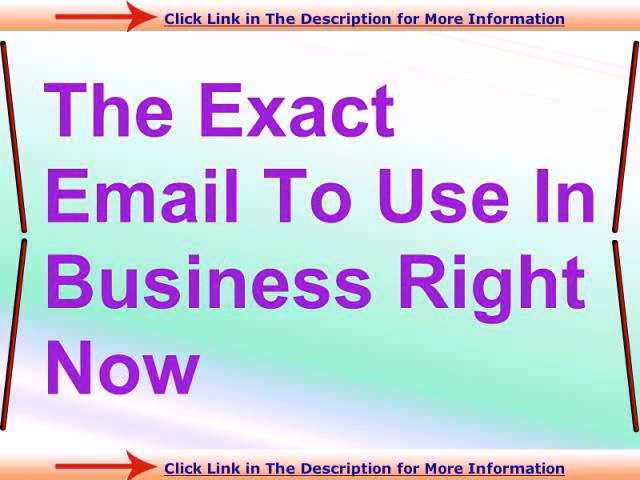 Click Link in The Description for More Information
The Exact
Email To Use In
Business Right
Now
Click Link in The Description for More Information